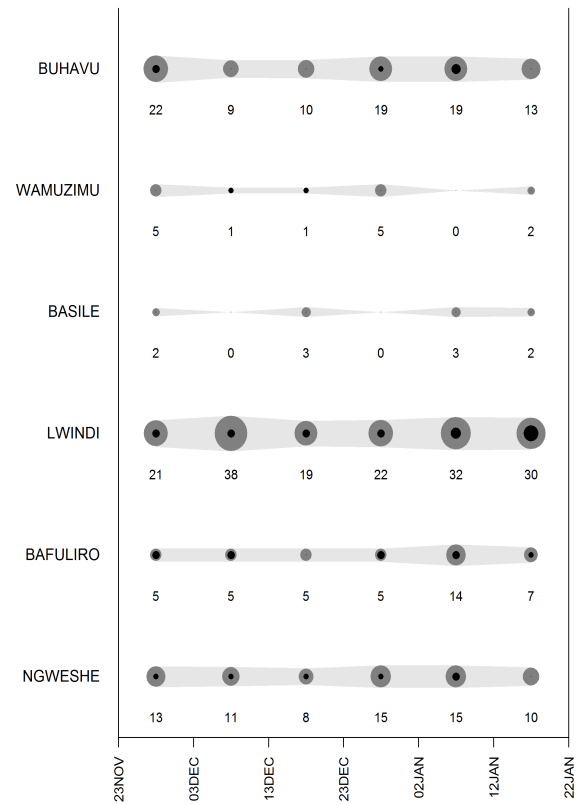 BUHAVU
22 9 10 19 19 13
WAMUZIMU
5 1 1 5 0 2
BASILE
2 0 3 0 3 2
LWINDI
21 38 19 22 32 30
BAFULIRO
5 5 5 5 14 7
NGWESHE
13 11 8 15 15 10
23NOV
03DEC
13DEC
23DEC
02JAN
12JAN
22JAN